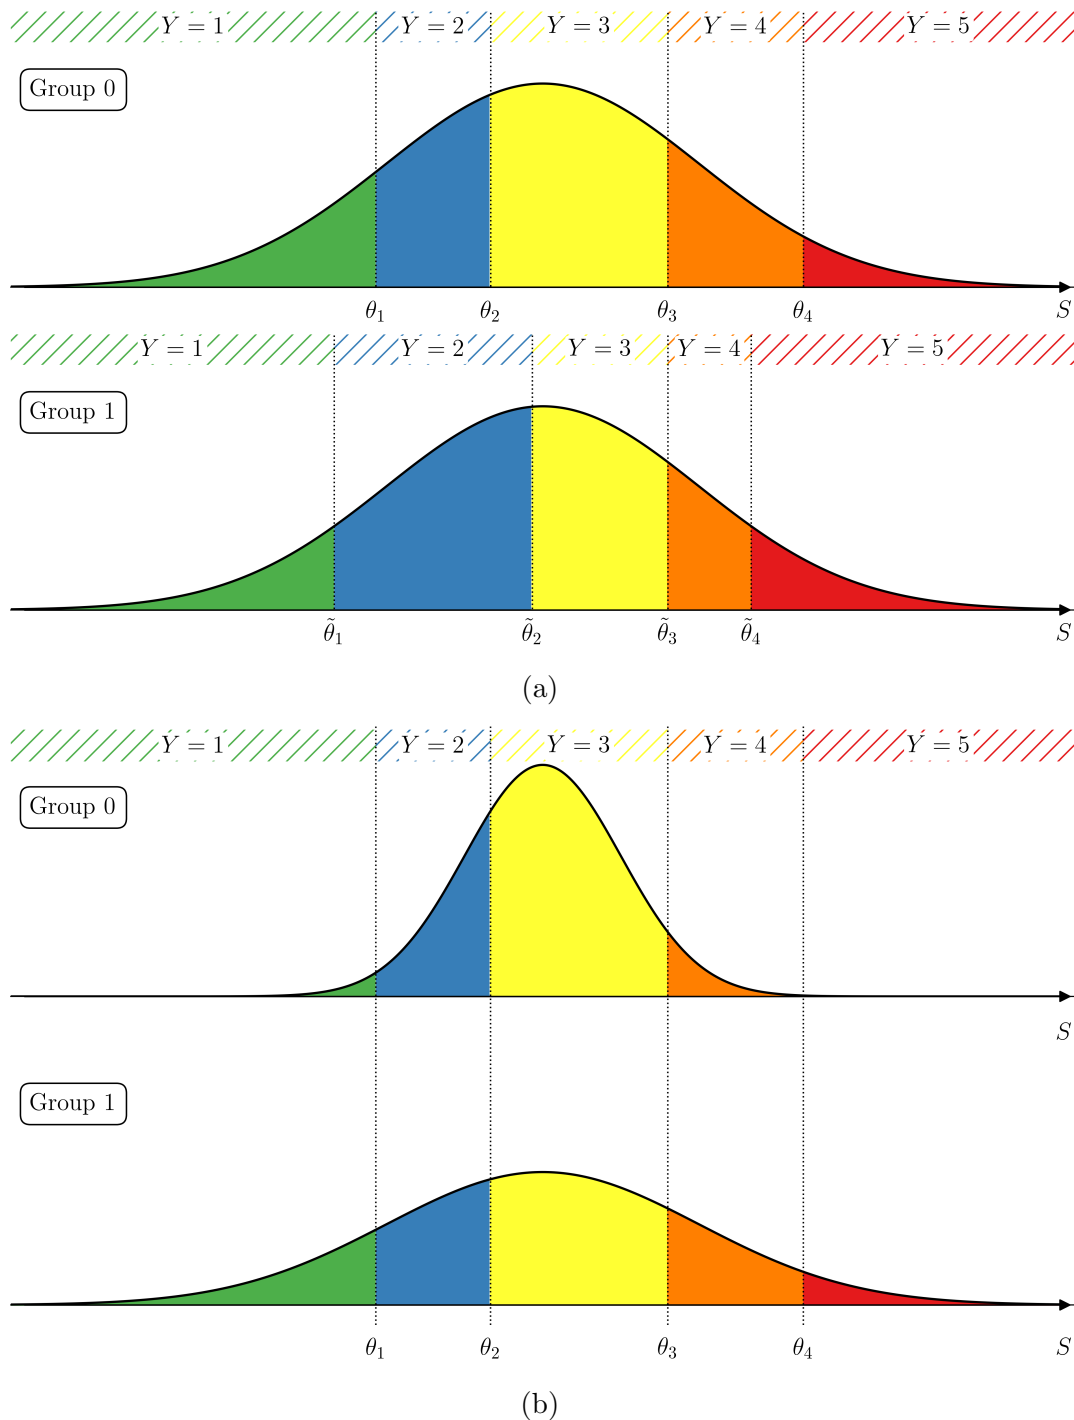 Y = 1 Y = 2 Y = 3 Y = 4 Y = 5
Group 0
θ₁ θ₂ θ₃ θ₄ S
Y = 1 Y = 2 Y = 3 Y = 4 Y = 5
Group 1
θ̃₁ θ̃₂ θ̃₃ θ̃₄ S
(a)
Y = 1 Y = 2 Y = 3 Y = 4 Y = 5
Group 0
S
Group 1
θ₁ θ₂ θ₃ θ₄ S
(b)